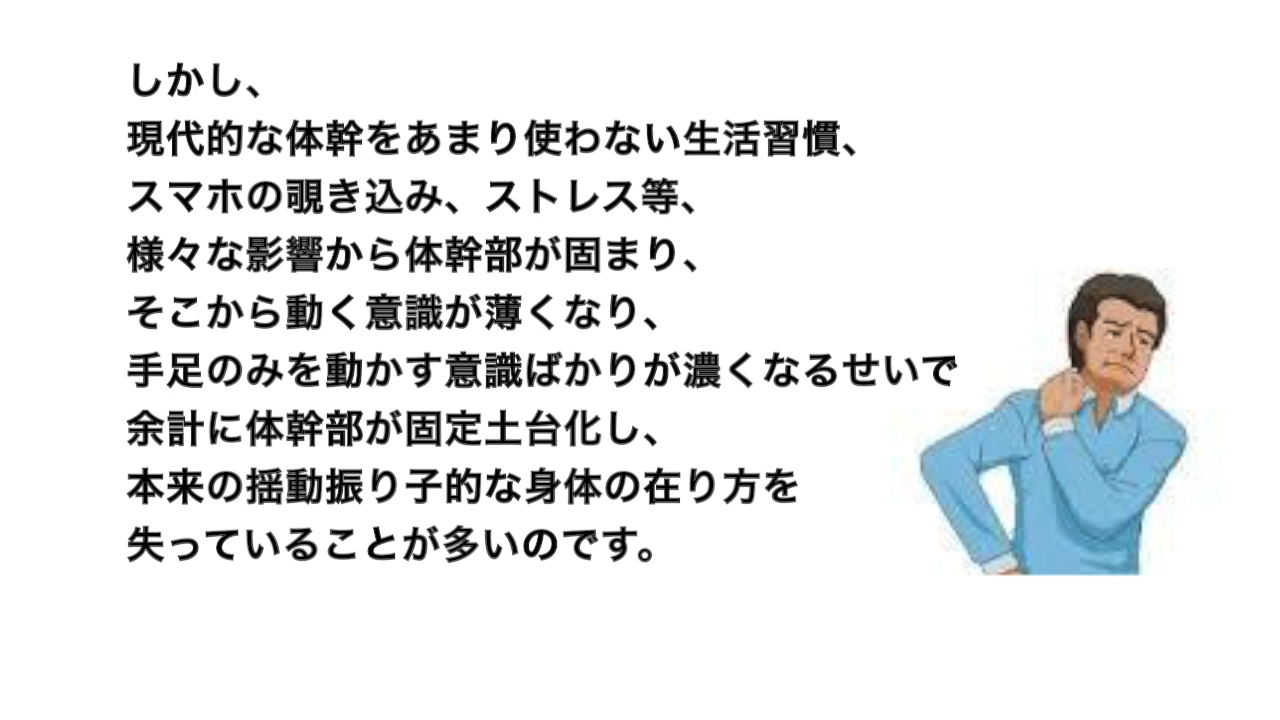 しかし、
現代的な体幹をあまり使わない生活習慣、
スマホの覗き込み、ストレス等、
様々な影響から体幹部が固まり、
そこから動く意識が薄くなり、
手足のみを動かす意識ばかりが濃くなるせいで
余計に体幹部が固定土台化し、
本来の揺動振り子的な身体の在り方を
失っていることが多いのです。